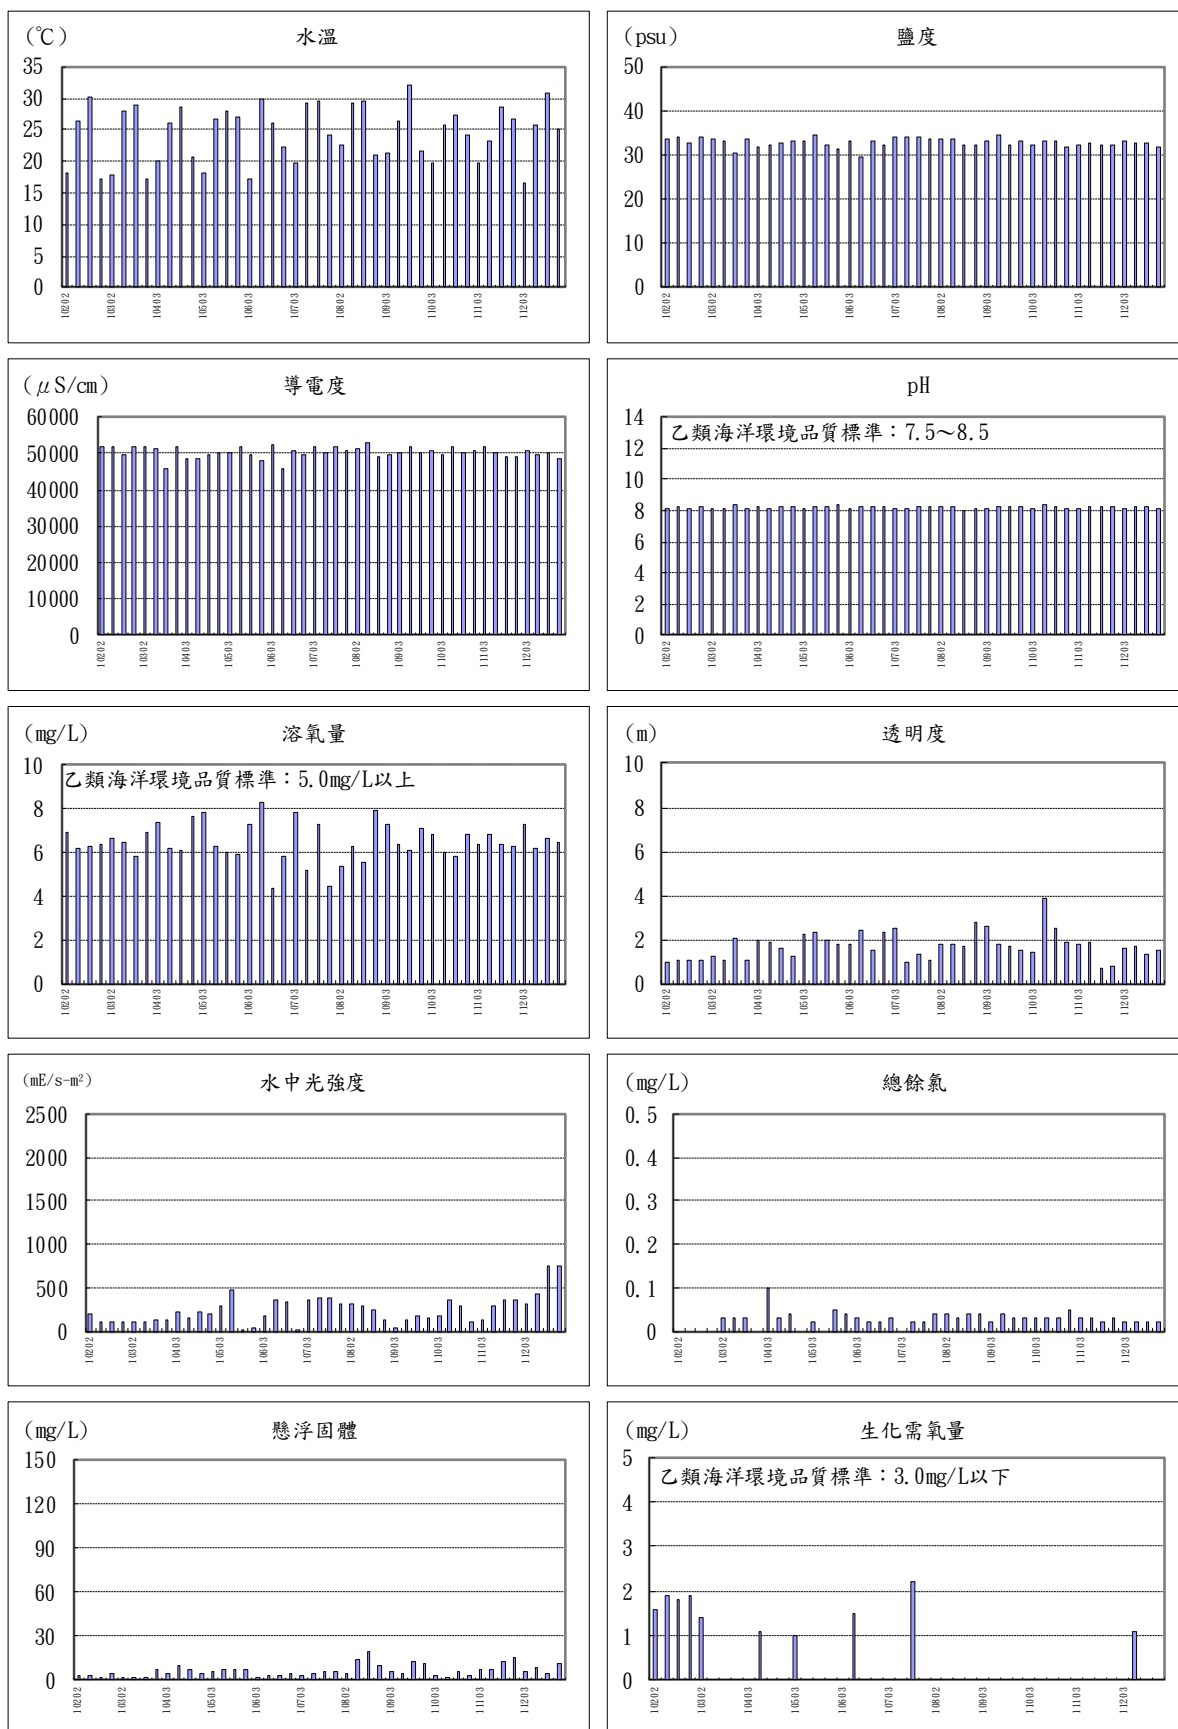 (℃) 水溫
35
30
25
20
15
10
5
0
10202 10302 10403 10503 10603 10703 10802 10903 11003 11103 11203
(psu) 鹽度
50
40
30
20
10
0
10202 10302 10403 10503 10603 10703 10802 10903 11003 11103 11203
(μS/cm) 導電度
60000
50000
40000
30000
20000
10000
0
10202 10302 10403 10503 10603 10703 10802 10903 11003 11103 11203
pH
乙類海洋環境品質標準：7.5～8.5
14
12
10
8
6
4
2
0
10202 10302 10403 10503 10603 10703 10802 10903 11003 11103 11203
(mg/L) 溶氧量
乙類海洋環境品質標準：5.0mg/L以上
10
8
6
4
2
0
10202 10302 10403 10503 10603 10703 10802 10903 11003 11103 11203
(m) 透明度
10
8
6
4
2
0
10202 10302 10403 10503 10603 10703 10802 10903 11003 11103 11203
(mE/s-m²) 水中光強度
2500
2000
1500
1000
500
0
10202 10302 10403 10503 10603 10703 10802 10903 11003 11103 11203
(mg/L) 總餘氯
0.5
0.4
0.3
0.2
0.1
0
10202 10302 10403 10503 10603 10703 10802 10903 11003 11103 11203
(mg/L) 懸浮固體
150
120
90
60
30
0
10202 10302 10403 10503 10603 10703 10802 10903 11003 11103 11203
(mg/L) 生化需氧量
乙類海洋環境品質標準：3.0mg/L以下
5
4
3
2
1
0
10202 10302 10403 10503 10603 10703 10802 10903 11003 11103 11203